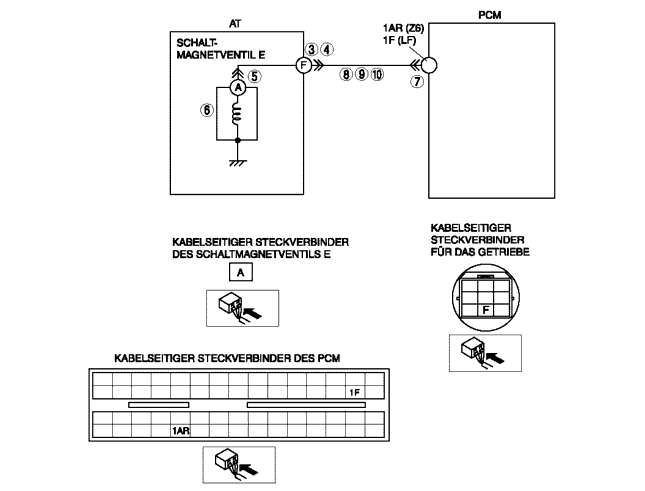 AT
PCM
SCHALT-
MAGNETVENTIL E
1AR (Z6)
1F (LF)
③ ④
F
⑤
A
⑥
⑧ ⑨ ⑩
⑦
KABELSEITIGER STECKVERBINDER
DES SCHALTMAGNETVENTILS E
A
KABELSEITIGER
STECKVERBINDER
FÜR DAS GETRIEBE
F
KABELSEITIGER STECKVERBINDER DES PCM
1F
1AR